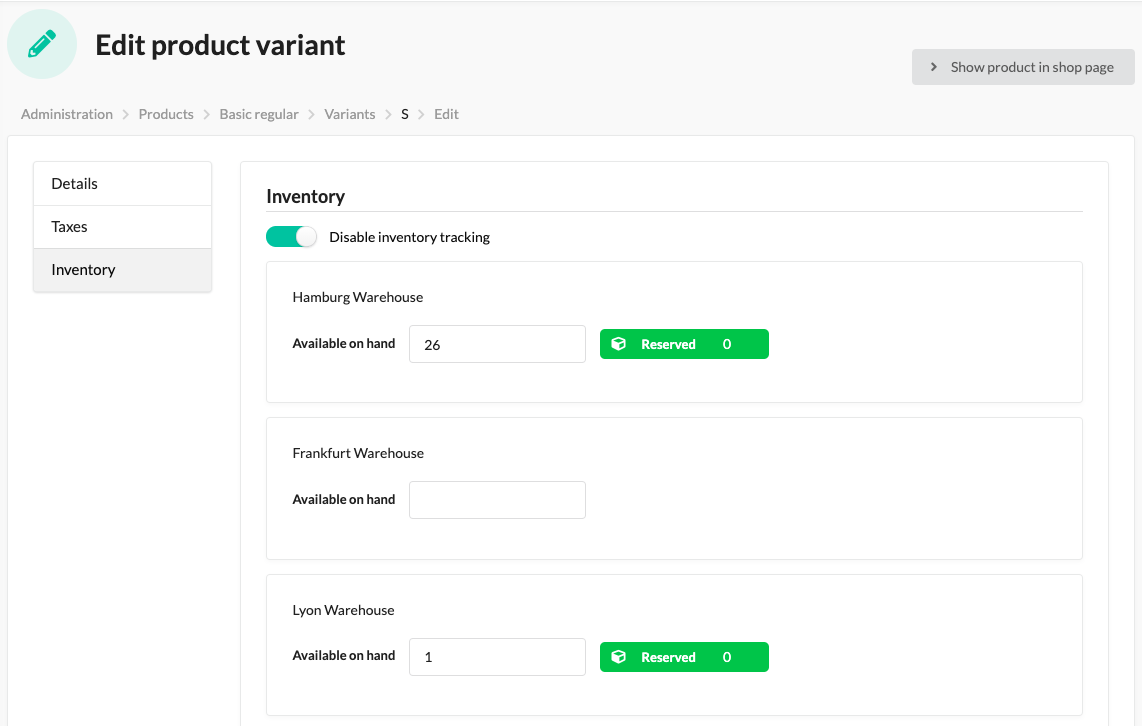 Edit product variant
Show product in shop page
Administration > Products > Basic regular > Variants > S > Edit
Details
Taxes
Inventory
Inventory
Disable inventory tracking
Hamburg Warehouse
Available on hand 26 Reserved 0
Frankfurt Warehouse
Available on hand
Lyon Warehouse
Available on hand 1 Reserved 0